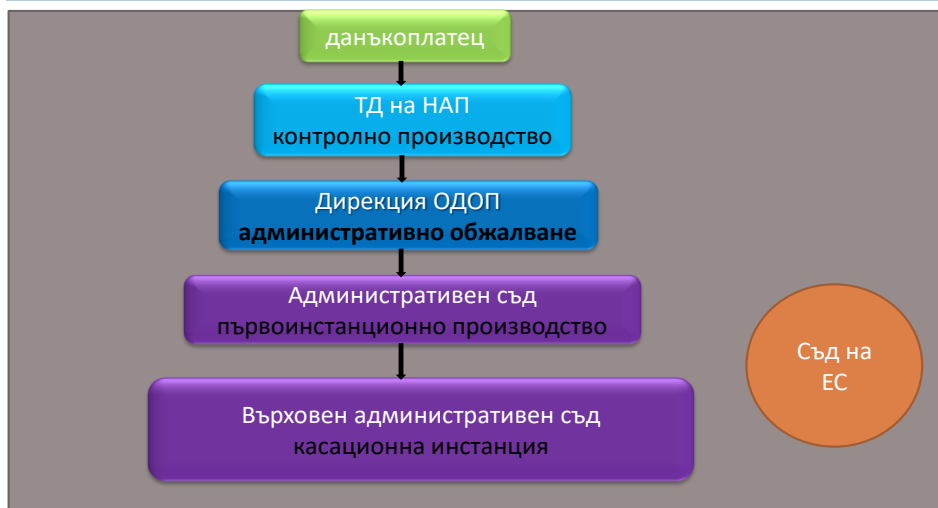 данъкоплатец
ТД на НАП
контролно производство
Дирекция ОДОП
административно обжалване
Административен съд
първоинстанционно производство
Върховен административен съд
касационна инстанция
Съд на
ЕС